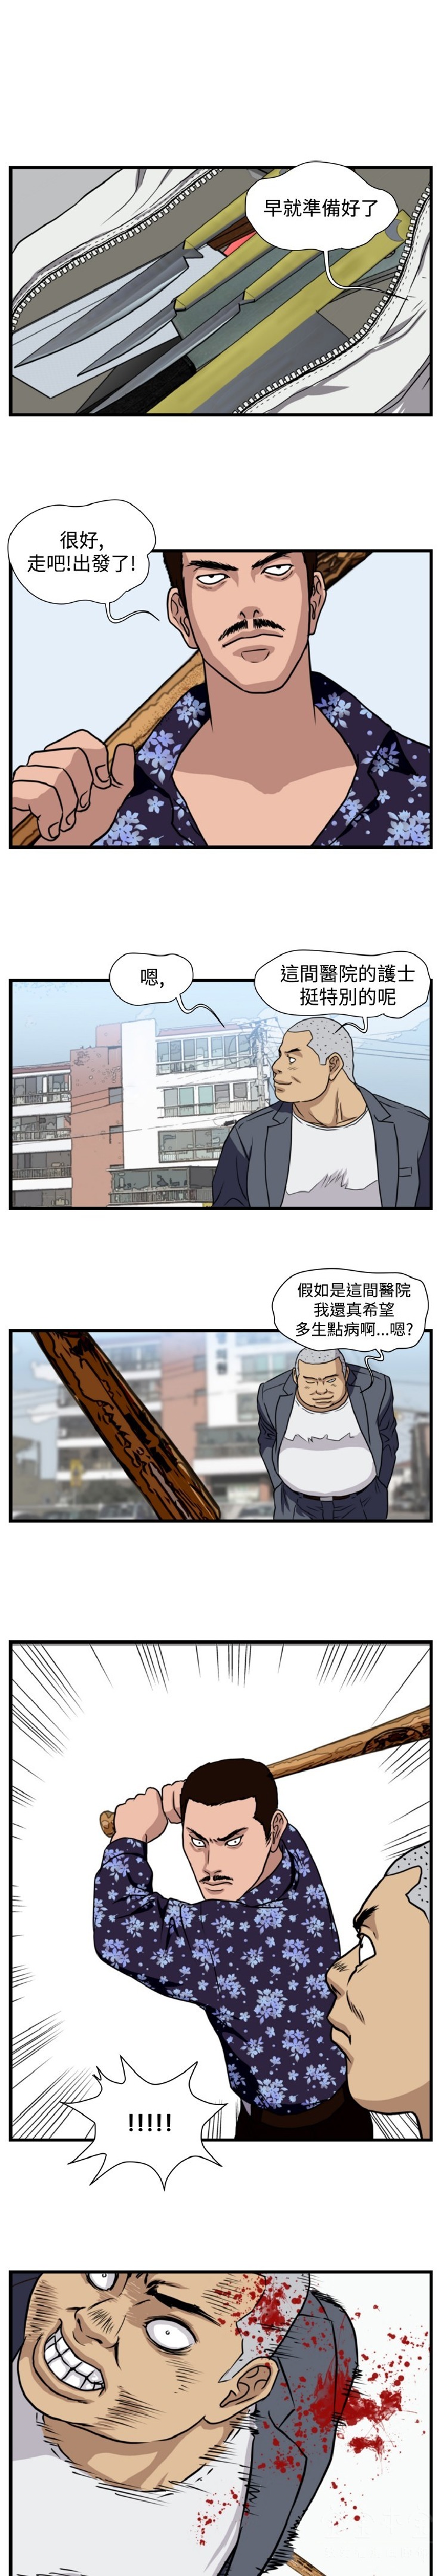 早就準備好了
很好,
走吧!出發了!
這間醫院的護士
挺特別的呢
嗯,
假如是這間醫院
我還真希望
多生點病啊...嗯?
!!!!!